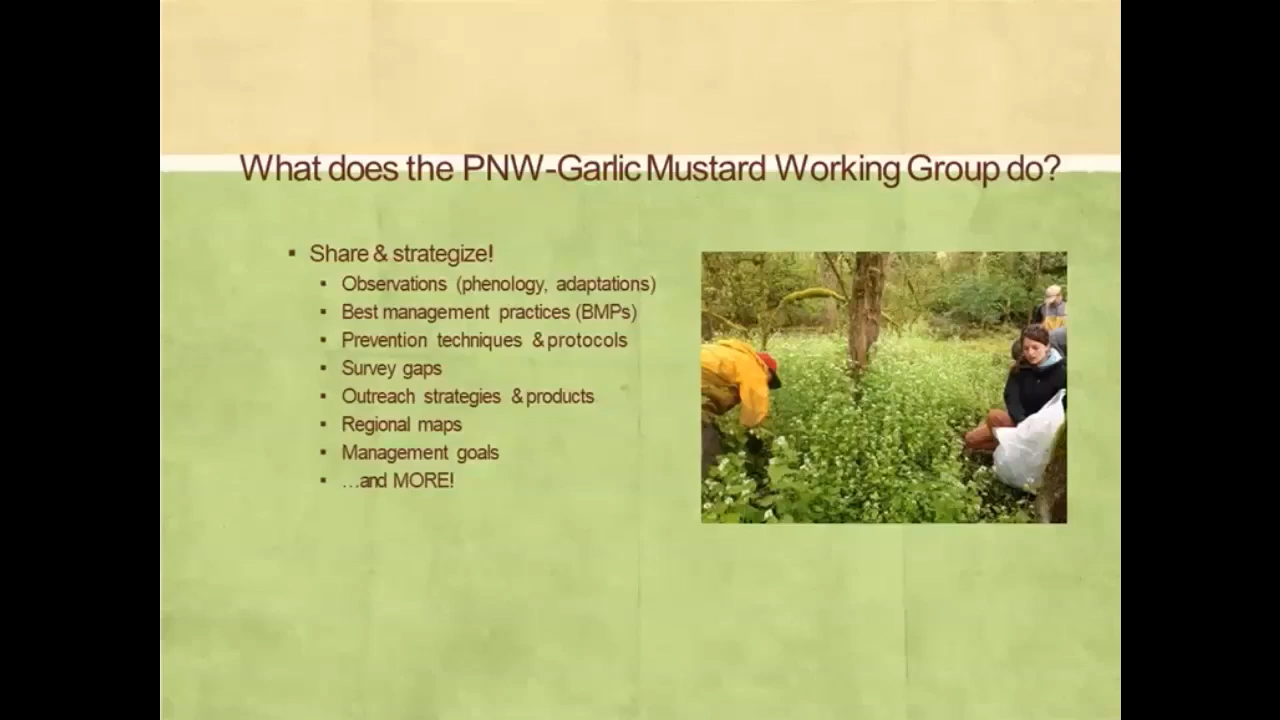 What does the PNW-Garlic Mustard Working Group do?
▪ Share & strategize!
▪ Observations (phenology, adaptations)
▪ Best management practices (BMPs)
▪ Prevention techniques & protocols
▪ Survey gaps
▪ Outreach strategies & products
▪ Regional maps
▪ Management goals
▪ …and MORE!